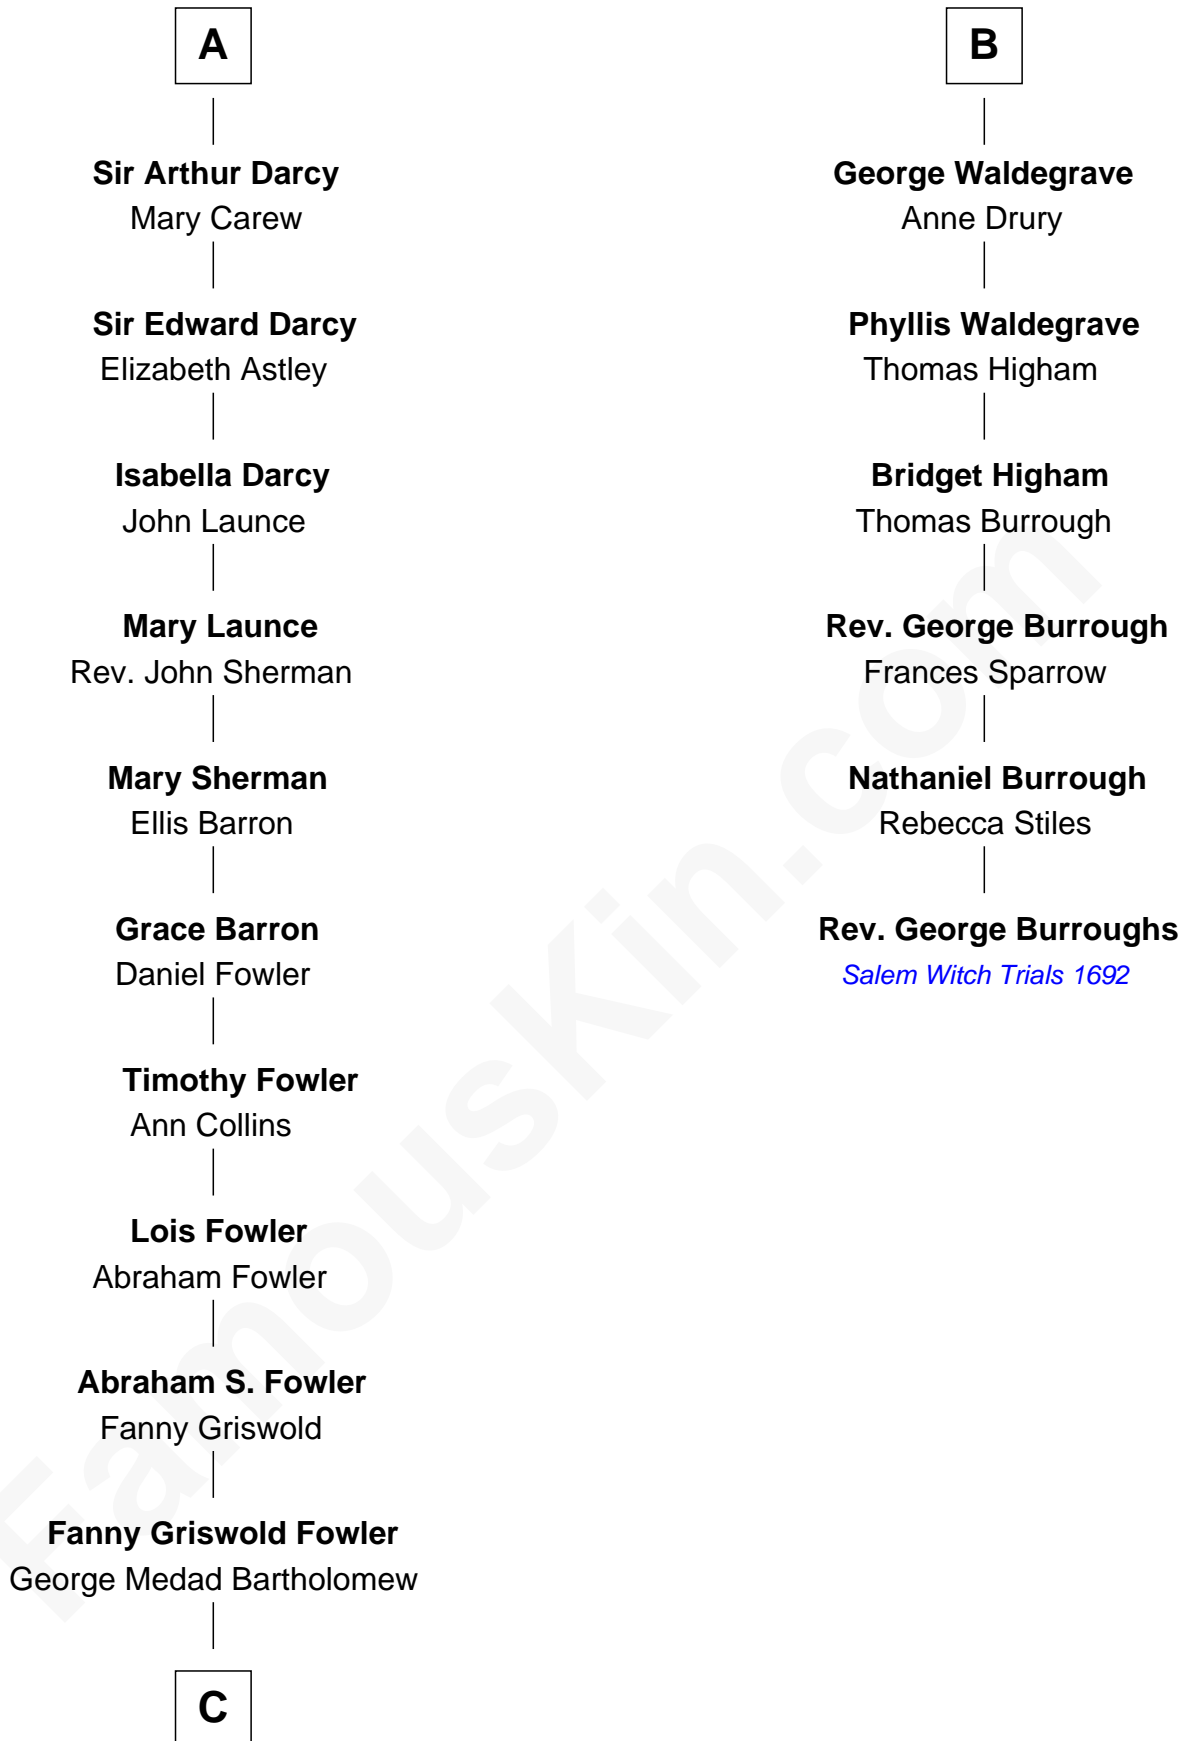 A
Sir Arthur Darcy
Mary Carew
Sir Edward Darcy
Elizabeth Astley
Isabella Darcy
John Launce
Mary Launce
Rev. John Sherman
Mary Sherman
Ellis Barron
Grace Barron
Daniel Fowler
Timothy Fowler
Ann Collins
Lois Fowler
Abraham Fowler
Abraham S. Fowler
Fanny Griswold
Fanny Griswold Fowler
George Medad Bartholomew
C
B
George Waldegrave
Anne Drury
Phyllis Waldegrave
Thomas Higham
Bridget Higham
Thomas Burrough
Rev. George Burrough
Frances Sparrow
Nathaniel Burrough
Rebecca Stiles
Rev. George Burroughs
Salem Witch Trials 1692
FamousKin.com